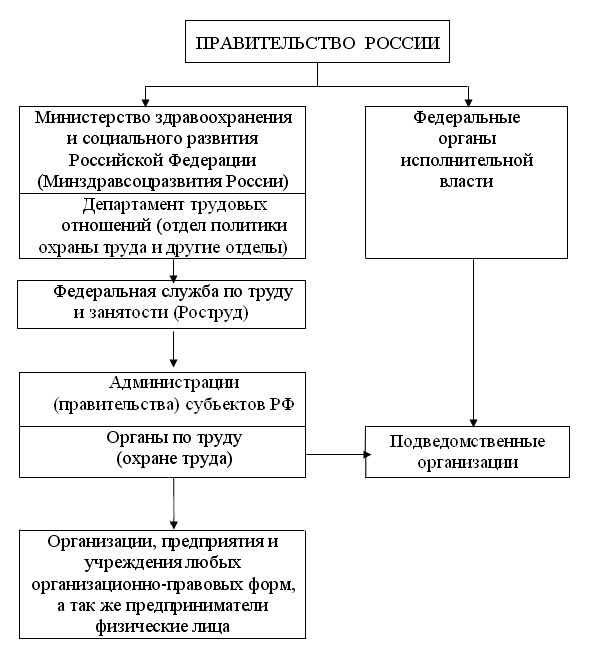 ПРАВИТЕЛЬСТВО РОССИИ
Министерство здравоохранения
и социального развития
Российской Федерации
(Минздравсоцразвития России)
Департамент трудовых
отношений (отдел политики
охраны труда и другие отделы)
Федеральная служба по труду
и занятости (Роструд)
Администрации
(правительства) субъектов РФ
Органы по труду
(охране труда)
Организации, предприятия и
учреждения любых
организационно-правовых форм,
а так же предприниматели
физические лица
Федеральные
органы
исполнительной
власти
Подведомственные
организации